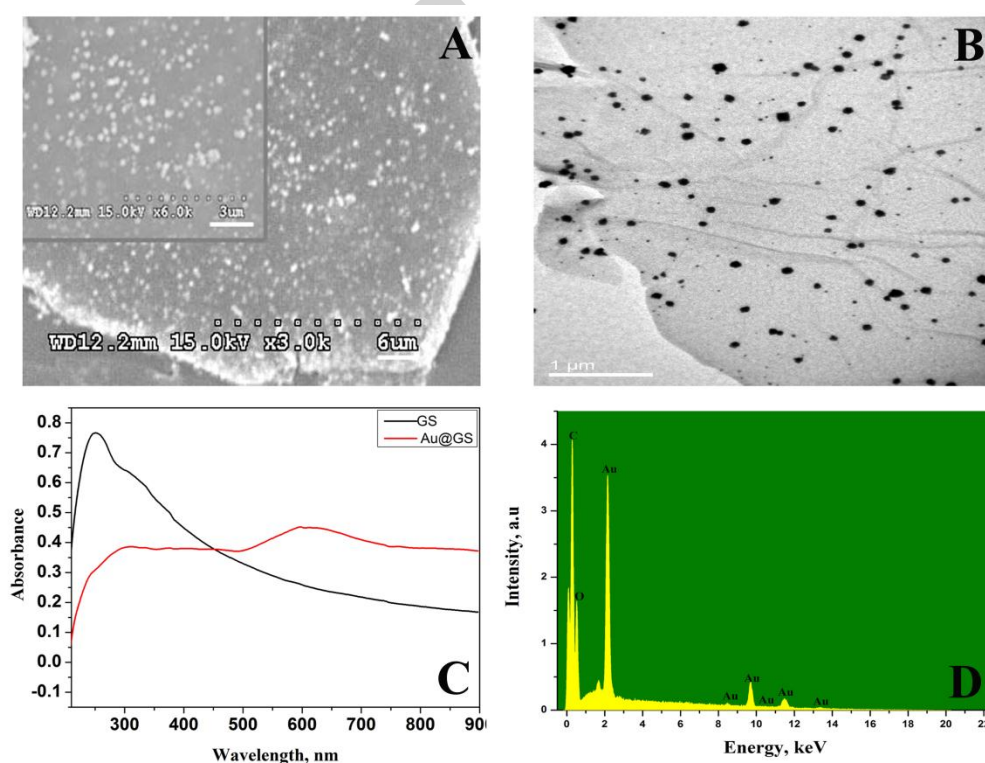 A
WD12.2mm 15.0kV x6.0k 3um
WD12.2mm 15.0kV x3.0k 6um
B
1 µm
0.8
0.7
0.6
0.5
0.4
0.3
0.2
0.1
0.0
-0.1
Absorbance
GS
Au@GS
C
300 400 500 600 700 800 90
Wavelength, nm
4
3
2
1
0
Intensity, a.u
C
Au
O
Au
Au
Au
Au
Au
D
0 2 4 6 8 10 12 14 16 18 20 22
Energy, keV